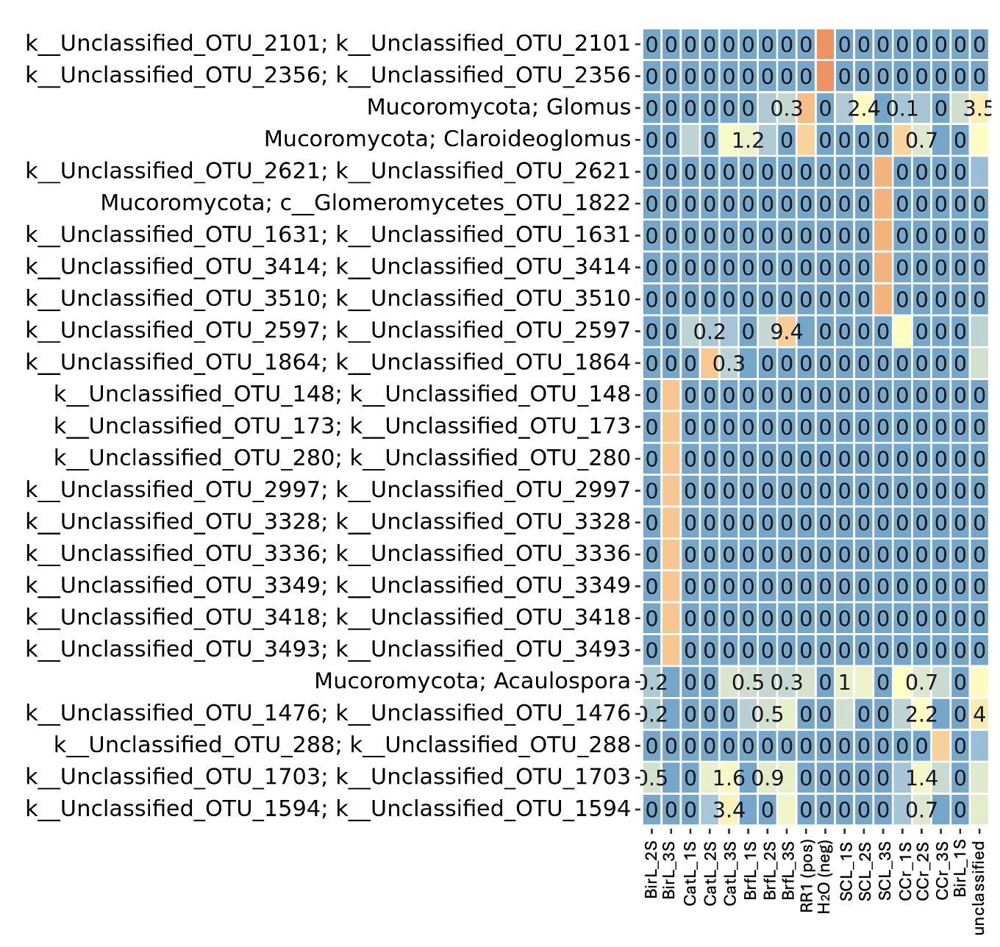 k__Unclassified_OTU_2101; k__Unclassified_OTU_2101 0 0 0 0 0 0 0 0 0 0 0 0 0 0 0 0 0
k__Unclassified_OTU_2356; k__Unclassified_OTU_2356 0 0 0 0 0 0 0 0 0 0 0 0 0 0 0 0 0
Mucoromycota; Glomus 0 0 0 0 0 0 0.3 0 2.4 0.1 0 3.5
Mucoromycota; Claroideoglomus 0 0 0 1.2 0 0 0 0 0 0.7 0
k__Unclassified_OTU_2621; k__Unclassified_OTU_2621 0 0 0 0 0 0 0 0 0 0 0 0 0 0 0 0
Mucoromycota; c__Glomeromycetes_OTU_1822 0 0 0 0 0 0 0 0 0 0 0 0 0 0 0 0 0
k__Unclassified_OTU_1631; k__Unclassified_OTU_1631 0 0 0 0 0 0 0 0 0 0 0 0 0 0 0 0 0
k__Unclassified_OTU_3414; k__Unclassified_OTU_3414 0 0 0 0 0 0 0 0 0 0 0 0 0 0 0 0 0
k__Unclassified_OTU_3510; k__Unclassified_OTU_3510 0 0 0 0 0 0 0 0 0 0 0 0 0 0 0 0 0
k__Unclassified_OTU_2597; k__Unclassified_OTU_2597 0 0 0.2 0 9.4 0 0 0 0 0 0 0 0
k__Unclassified_OTU_1864; k__Unclassified_OTU_1864 0 0 0 0.3 0 0 0 0 0 0 0 0 0 0 0
k__Unclassified_OTU_148; k__Unclassified_OTU_148 0 0 0 0 0 0 0 0 0 0 0 0 0 0 0 0 0
k__Unclassified_OTU_173; k__Unclassified_OTU_173 0 0 0 0 0 0 0 0 0 0 0 0 0 0 0 0 0
k__Unclassified_OTU_280; k__Unclassified_OTU_280 0 0 0 0 0 0 0 0 0 0 0 0 0 0 0 0 0
k__Unclassified_OTU_2997; k__Unclassified_OTU_2997 0 0 0 0 0 0 0 0 0 0 0 0 0 0 0 0 0
k__Unclassified_OTU_3328; k__Unclassified_OTU_3328 0 0 0 0 0 0 0 0 0 0 0 0 0 0 0 0 0
k__Unclassified_OTU_3336; k__Unclassified_OTU_3336 0 0 0 0 0 0 0 0 0 0 0 0 0 0 0 0 0
k__Unclassified_OTU_3349; k__Unclassified_OTU_3349 0 0 0 0 0 0 0 0 0 0 0 0 0 0 0 0 0
k__Unclassified_OTU_3418; k__Unclassified_OTU_3418 0 0 0 0 0 0 0 0 0 0 0 0 0 0 0 0 0
k__Unclassified_OTU_3493; k__Unclassified_OTU_3493 0 0 0 0 0 0 0 0 0 0 0 0 0 0 0 0 0
Mucoromycota; Acaulospora 0.2 0 0 0.5 0.3 0 1 0 0.7 0
k__Unclassified_OTU_1476; k__Unclassified_OTU_1476 0.2 0 0 0 0.5 0 0 0 0 2.2 0 4
k__Unclassified_OTU_288; k__Unclassified_OTU_288 0 0 0 0 0 0 0 0 0 0 0 0 0 0 0 0
k__Unclassified_OTU_1703; k__Unclassified_OTU_1703 0.5 0 1.6 0.9 0 0 0 0 0 1.4 0
k__Unclassified_OTU_1594; k__Unclassified_OTU_1594 0 0 0 3.4 0 0 0 0 0 0 0.7 0
BirL_2S
BirL_3S
CatL_1S
CatL_2S
CatL_3S
BrfL_1S
BrfL_2S
BrfL_3S
RR1 (pos)
H2O (neg)
SCL_1S
SCL_2S
SCL_3S
CCr_1S
CCr_2S
CCr_3S
BirL_1S
unclassified